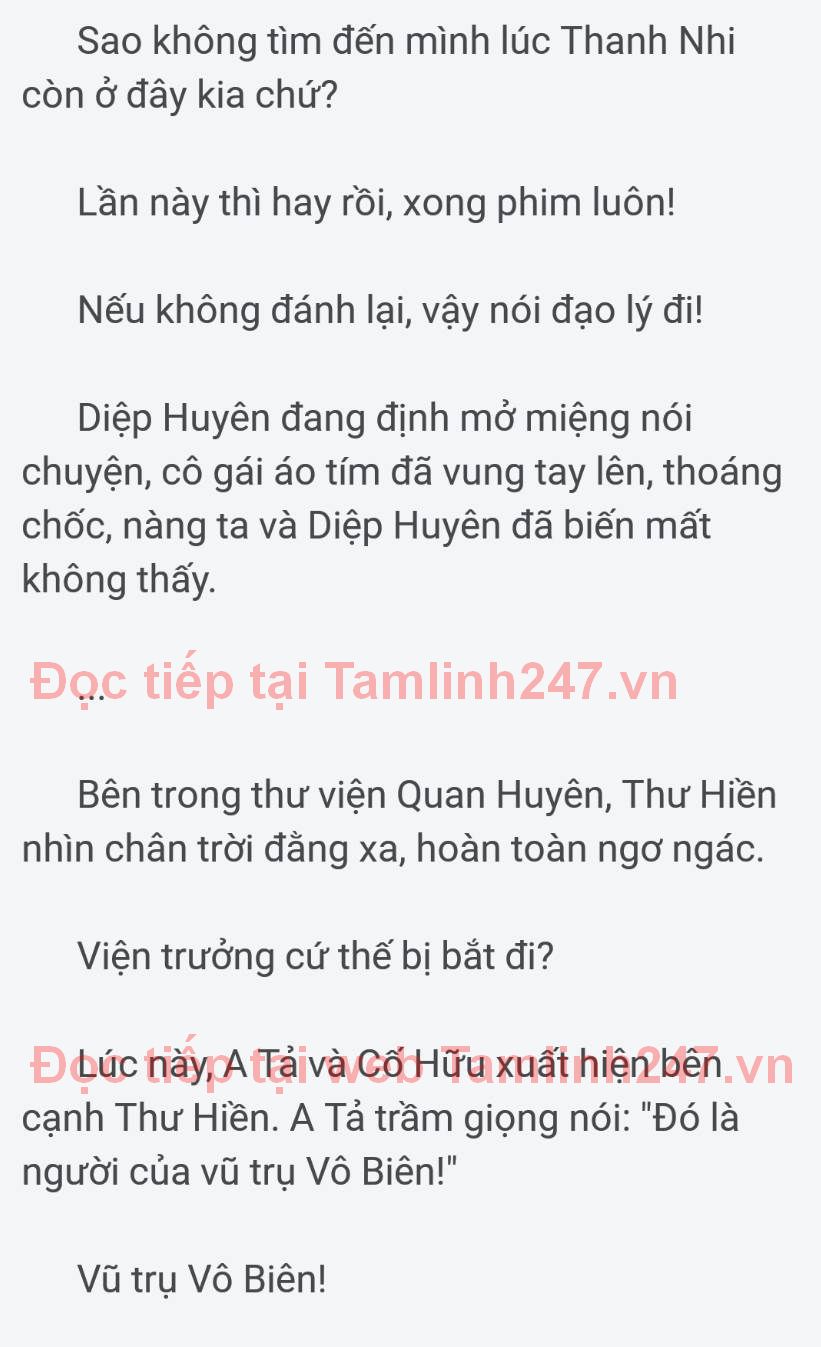 Sao không tìm đến mình lúc Thanh Nhi
còn ở đây kia chứ?
Lần này thì hay rồi, xong phim luôn!
Nếu không đánh lại, vậy nói đạo lý đi!
Diệp Huyên đang định mở miệng nói
chuyện, cô gái áo tím đã vung tay lên, thoáng
chốc, nàng ta và Diệp Huyên đã biến mất
không thấy.
...
Đọc tiếp tại Tamlinh247.vn
Bên trong thư viện Quan Huyên, Thư Hiền
nhìn chân trời đằng xa, hoàn toàn ngơ ngác.
Viện trưởng cứ thế bị bắt đi?
Lúc này, A Tả và Cố Hữu xuất hiện bên
Đọc tiếp tại web Tamlinh247.vn
cạnh Thư Hiền. A Tả trầm giọng nói: "Đó là
người của vũ trụ Vô Biên!"
Vũ trụ Vô Biên!